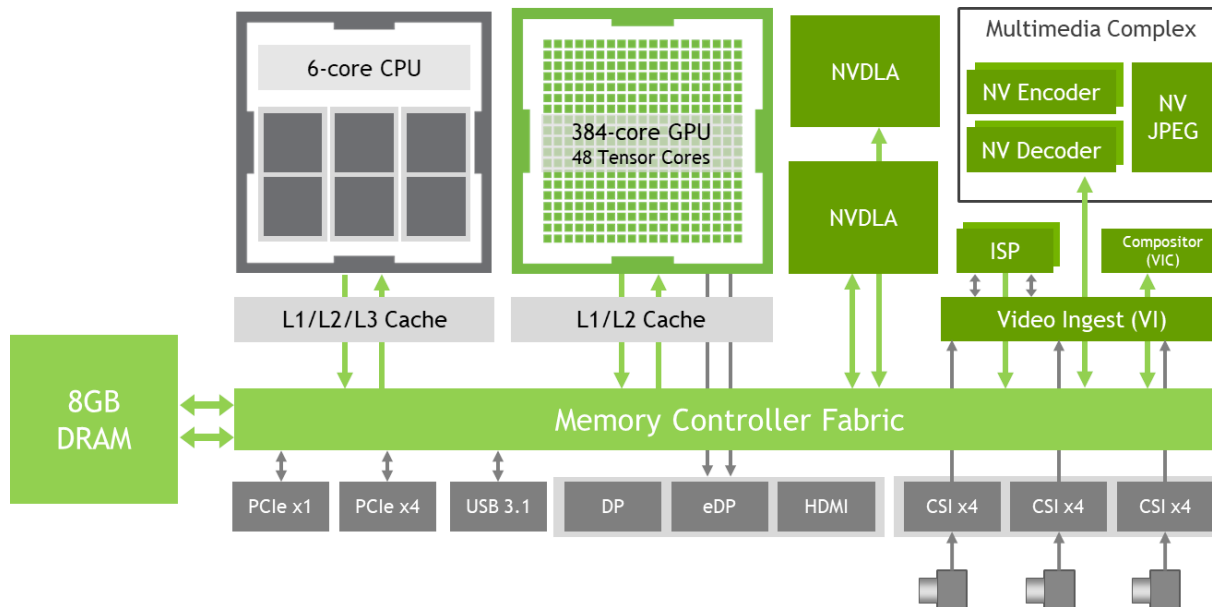 6-core CPU
384-core GPU
48 Tensor Cores
NVDLA
NVDLA
Multimedia Complex
NV Encoder
NV Decoder
NV
JPEG
ISP
Compositor
(VIC)
L1/L2/L3 Cache
L1/L2 Cache
Video Ingest (VI)
8GB
DRAM
Memory Controller Fabric
PCIe x1
PCIe x4
USB 3.1
DP
eDP
HDMI
CSI x4
CSI x4
CSI x4